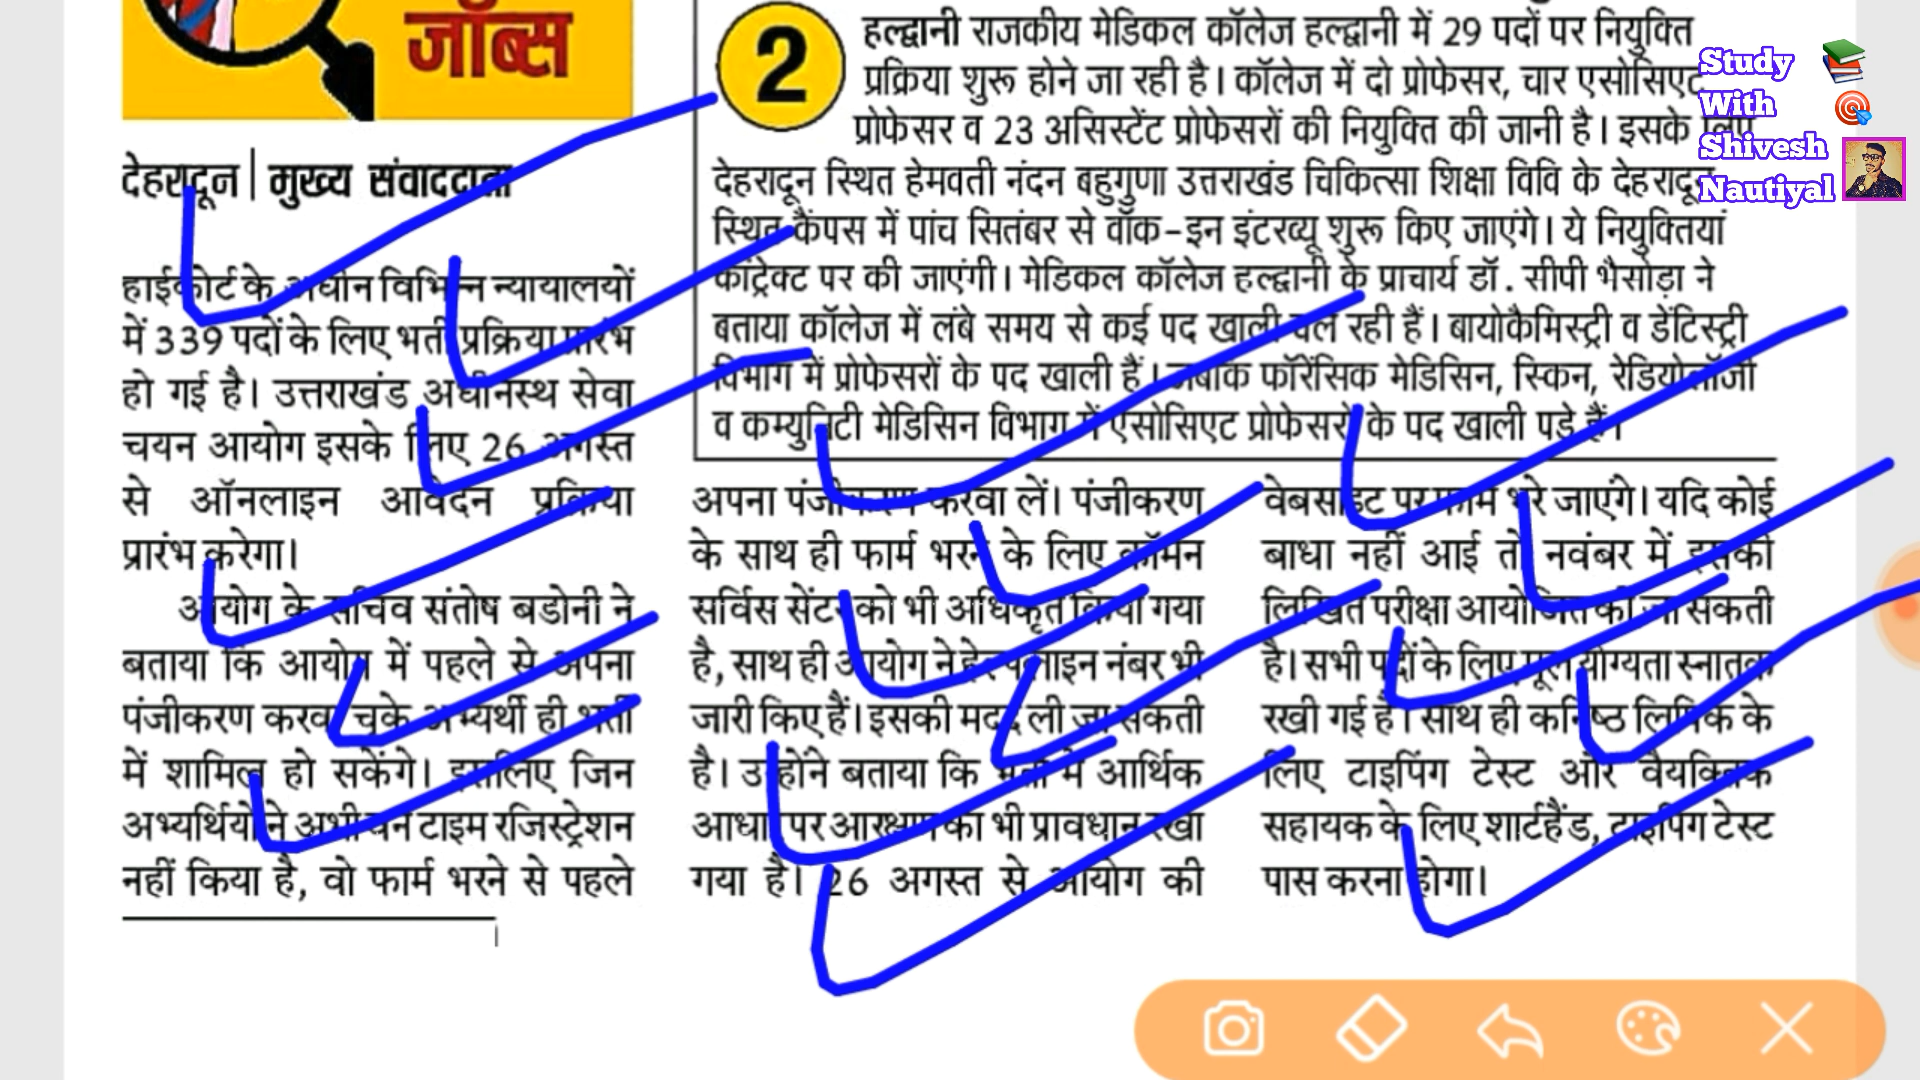 जॉब्स
देहरादून | मुख्य संवाददाता
हाईकोर्ट के अधीन विभिन्न न्यायालयों
में 339 पदों के लिए भर्ती प्रक्रिया प्रारंभ
हो गई है। उत्तराखंड अधीनस्थ सेवा
चयन आयोग इसके लिए 26 अगस्त
से ऑनलाइन आवेदन प्रक्रिया
प्रारंभ करेगा।
आयोग के सचिव संतोष बडोनी ने
बताया कि आयोग में पहले से अपना
पंजीकरण करवा चुके अभ्यर्थी ही भर्ती
में शामिल हो सकेंगे। इसलिए जिन
अभ्यर्थियों ने अभी वन टाइम रजिस्ट्रेशन
नहीं किया है, वो फार्म भरने से पहले
2
हल्द्वानी राजकीय मेडिकल कॉलेज हल्द्वानी में 29 पदों पर नियुक्ति
प्रक्रिया शुरू होने जा रही है। कॉलेज में दो प्रोफेसर, चार एसोसिएट
प्रोफेसर व 23 असिस्टेंट प्रोफेसरों की नियुक्ति की जानी है। इसके लिए
देहरादून स्थित हेमवती नंदन बहुगुणा उत्तराखंड चिकित्सा शिक्षा विवि के देहरादून
स्थित कैंपस में पांच सितंबर से वॉक-इन इंटरव्यू शुरू किए जाएंगे। ये नियुक्तियां
कांट्रेक्ट पर की जाएंगी। मेडिकल कॉलेज हल्द्वानी के प्राचार्य डॉ. सीपी भैसोड़ा ने
बताया कॉलेज में लंबे समय से कई पद खाली चल रही हैं। बायोकैमिस्ट्री व डेंटिस्ट्री
विभाग में प्रोफेसरों के पद खाली हैं। जबकि फॉरेंसिक मेडिसिन, स्किन, रेडियोलॉजी
व कम्युनिटी मेडिसिन विभाग में एसोसिएट प्रोफेसरों के पद खाली पड़े हैं।
अपना पंजीकरण करवा लें। पंजीकरण
के साथ ही फार्म भरने के लिए कॉमन
सर्विस सेंटर को भी अधिकृत किया गया
है, साथ ही आयोग ने हेल्पलाइन नंबर भी
जारी किए हैं। इसकी मदद ली जा सकती
है। उन्होंने बताया कि भर्ती में आर्थिक
आधार पर आरक्षण का भी प्रावधान रखा
गया है। 26 अगस्त से आयोग की
वेबसाइट पर फार्म भरे जाएंगे। यदि कोई
बाधा नहीं आई तो नवंबर में इसकी
लिखित परीक्षा आयोजित की जा सकती
है। सभी पदों के लिए मूल योग्यता स्नातक
रखी गई है। साथ ही कनिष्ठ लिपिक के
लिए टाइपिंग टेस्ट और वैयक्तिक
सहायक के लिए शार्टहैंड, टाइपिंग टेस्ट
पास करना होगा।
Study
With
Shivesh
Nautiyal